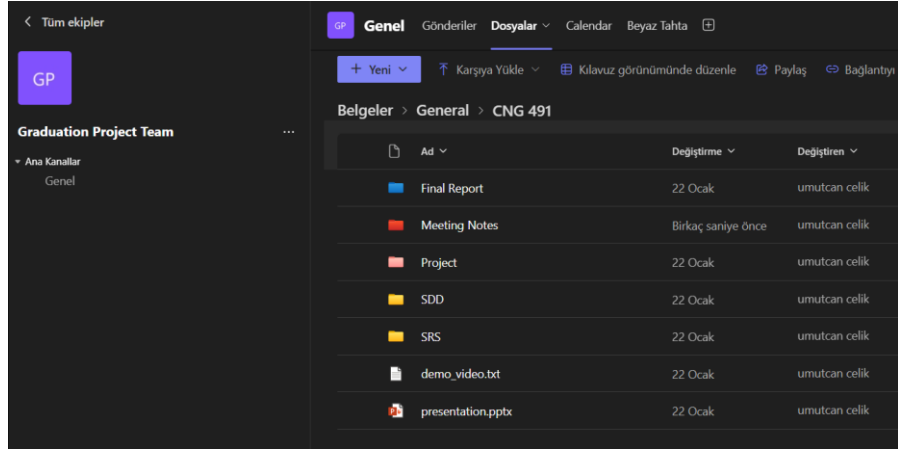 Tüm ekipler
GP
Graduation Project Team
...
Ana Kanallar
Genel
GP Genel Gönderiler Dosyalar Calendar Beyaz Tahta
+ Yeni Karşıya Yükle Kılavuz görünümünde düzenle Paylaş Bağlantıyı
Belgeler > General > CNG 491
Ad Değiştirme Değiştiren
Final Report 22 Ocak umutcan celik
Meeting Notes Birkaç saniye önce umutcan celik
Project 22 Ocak umutcan celik
SDD 22 Ocak umutcan celik
SRS 22 Ocak umutcan celik
demo_video.txt 22 Ocak umutcan celik
presentation.pptx 22 Ocak umutcan celik